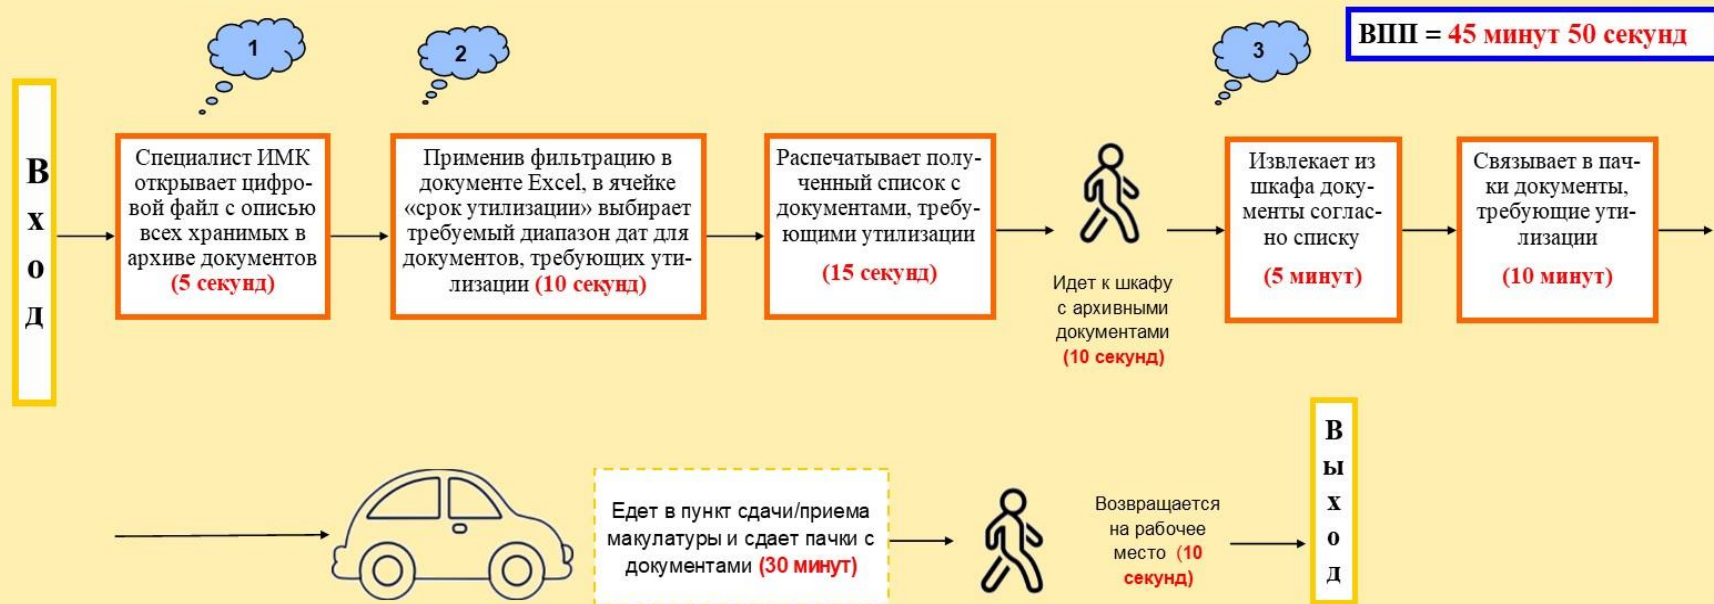 1
2
3
ВПП = 45 минут 50 секунд
Вход
Специалист ИМК
открывает цифро-
вой файл с описью
всех хранимых в
архиве документов
(5 секунд)
Применив фильтрацию в
документе Excel, в ячейке
«срок утилизации» выбирает
требуемый диапазон дат для
документов, требующих ути-
лизации (10 секунд)
Распечатывает полу-
ченный список с
документами, требу-
ющими утилизации
(15 секунд)
Идет к шкафу
с архивными
документами
(10 секунд)
Извлекает из
шкафа доку-
менты соглас-
но списку
(5 минут)
Связывает в пач-
ки документы,
требующие ути-
лизации
(10 минут)
Едет в пункт сдачи/приема
макулатуры и сдает пачки с
документами (30 минут)
Возвращается
на рабочее
место (10
секунд)
Выход